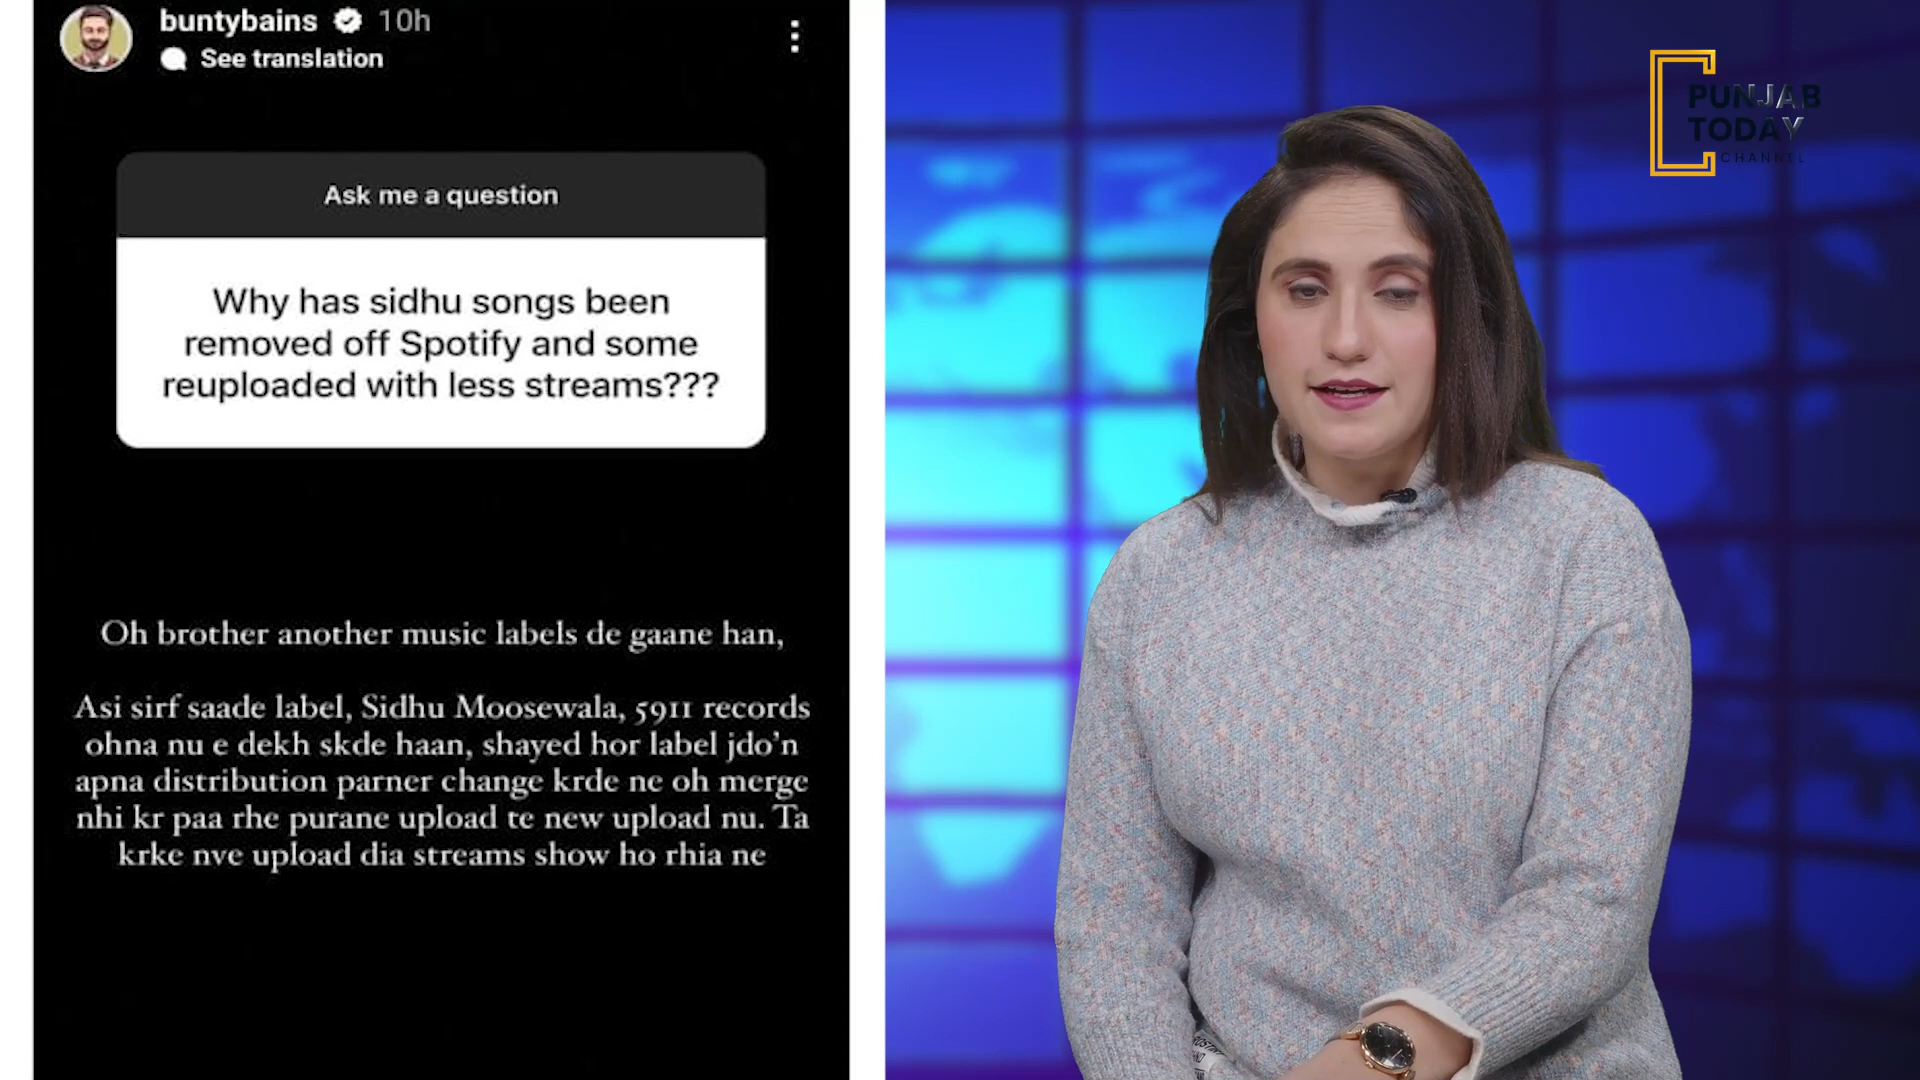 buntybains 10h
See translation
Ask me a question
Why has sidhu songs been
removed off Spotify and some
reuploaded with less streams???
Oh brother another music labels de gaane han,
Asi sirf saade label, Sidhu Moosewala, 5911 records
ohna nu e dekh skde haan, shayed hor label jdo'n
apna distribution parner change krde ne oh merge
nhi kr paa rhe purane upload te new upload nu. Ta
krke nve upload dia streams show ho rhia ne
PUNJAB
TODAY
CHANNEL